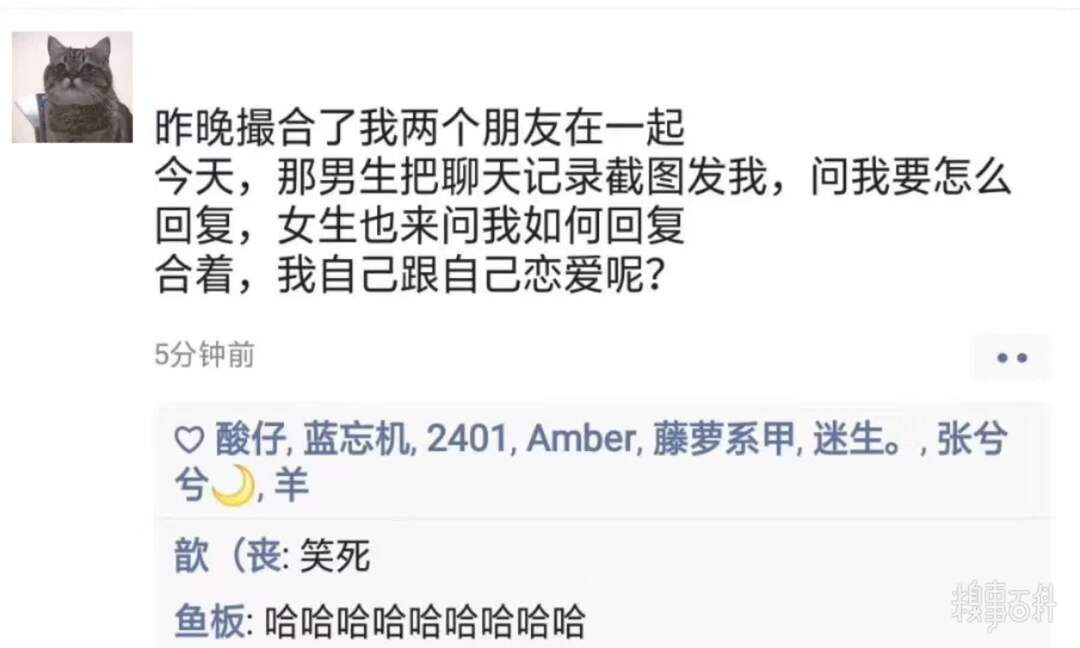 昨晚撮合了我两个朋友在一起
今天，那男生把聊天记录截图发我，问我要怎么
回复，女生也来问我如何回复
合着，我自己跟自己恋爱呢？
5分钟前
♡ 酸仔, 蓝忘机, 2401, Amber, 藤萝系甲, 迷生。, 张兮
兮🌙, 羊
歆（丧: 笑死
鱼板: 哈哈哈哈哈哈哈哈哈
糗事百科